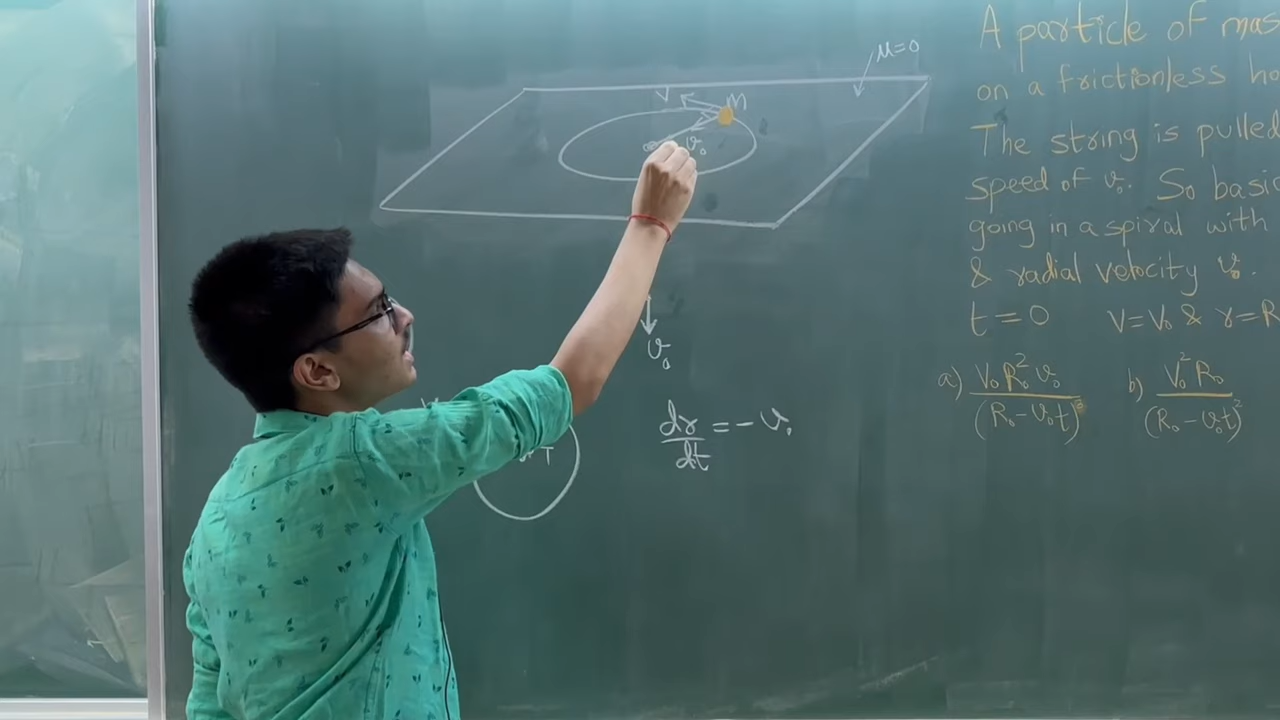 μ=0
V
M
v₀
A particle of mas
on a frictionless ho
The string is pulled
speed of v₀. So basic
going in a spiral with
& radial velocity v₀.
t=0 V=V₀ & r=R
v₀
a) V₀R₀²v₀/(R₀-v₀t)² b) V₀²R₀/(R₀-v₀t)²
dr/dt = -v₀
T